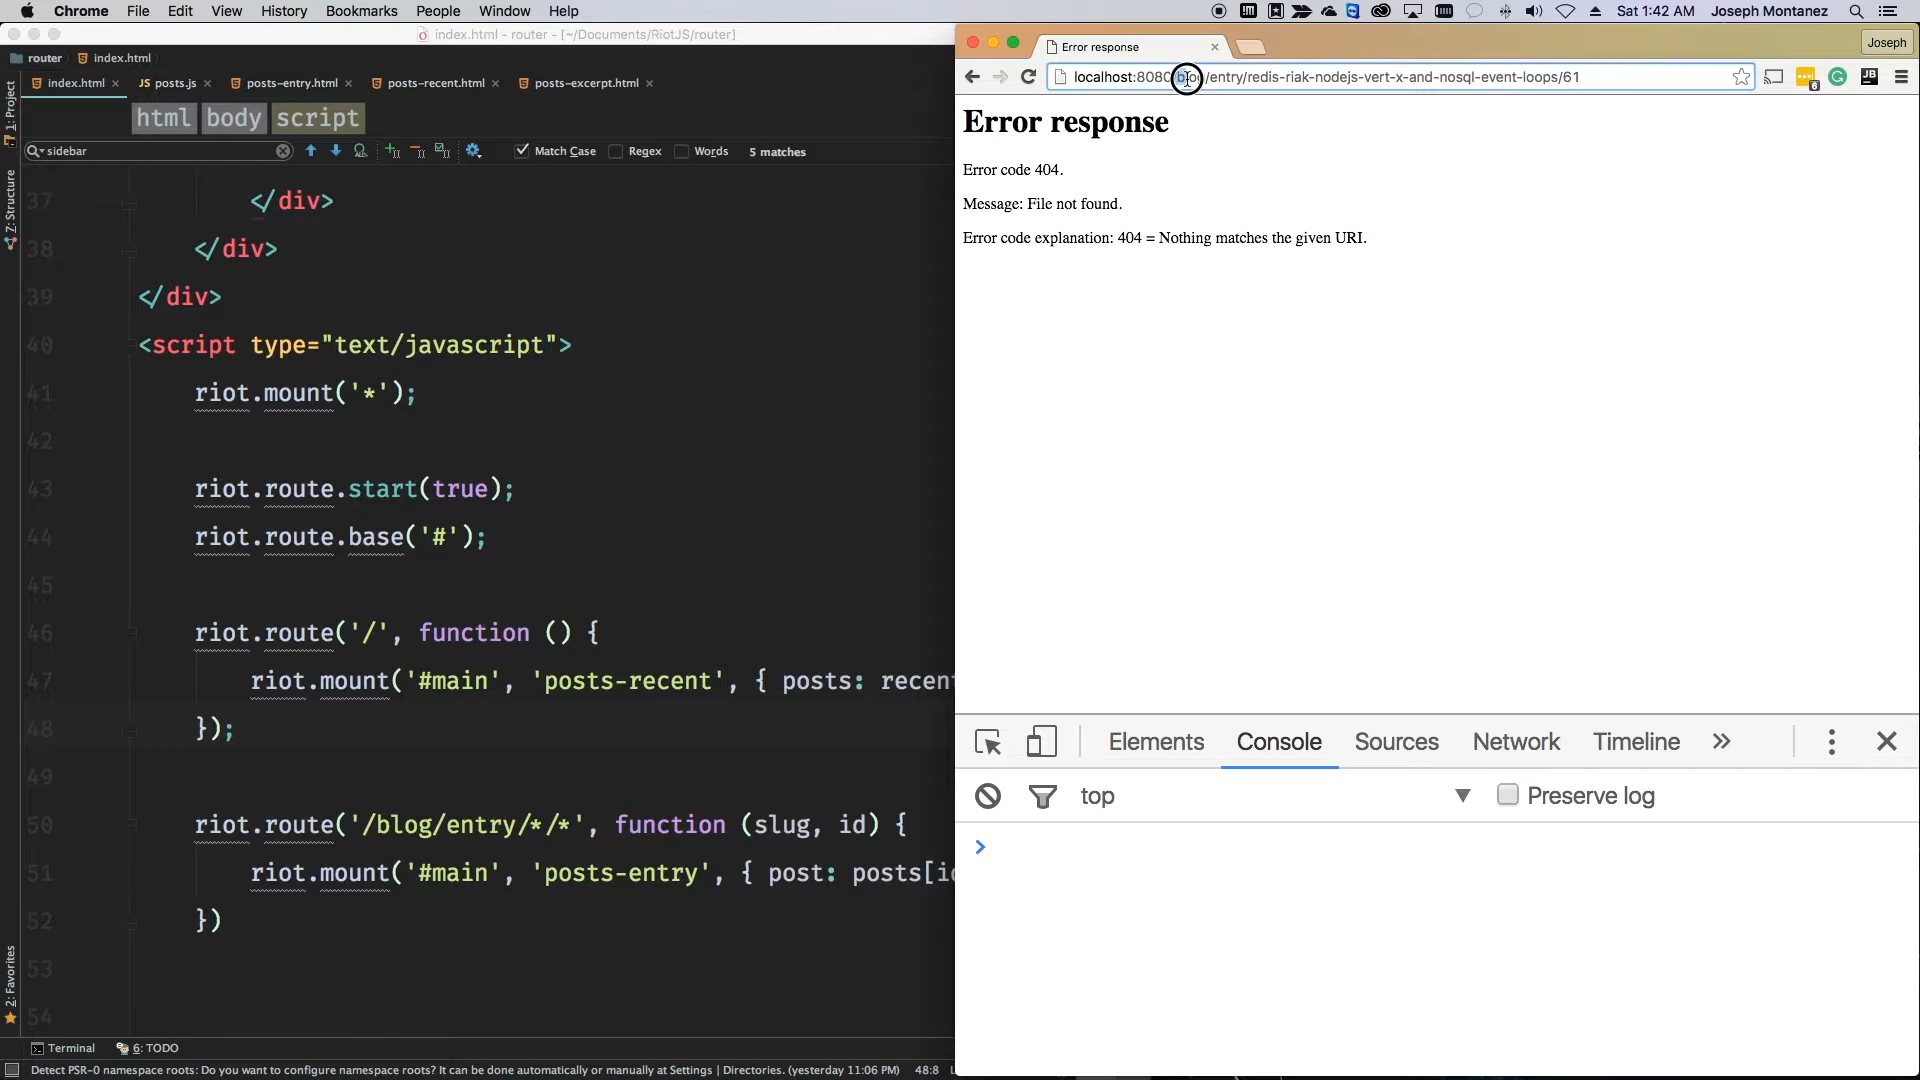 Chrome File Edit View History Bookmarks People Window Help Sat 1:42 AM Joseph Montanez
index.html - router - [~/Documents/RiotJS/router]
router index.html
index.html posts.js posts-entry.html posts-recent.html posts-excerpt.html
html body script
sidebar Match Case Regex Words 5 matches
1: Project
Z: Structure
2: Favorites
37 </div>
38 </div>
39 </div>
40 <script type="text/javascript">
41 riot.mount('*');
42
43 riot.route.start(true);
44 riot.route.base('#');
45
46 riot.route('/', function () {
47 riot.mount('#main', 'posts-recent', { posts: recen
48 });
49
50 riot.route('/blog/entry/*/*', function (slug, id) {
51 riot.mount('#main', 'posts-entry', { post: posts[i
52 })
53
54
Terminal 6: TODO
Detect PSR-0 namespace roots: Do you want to configure namespace roots? It can be done automatically or manually at Settings | Directories. (yesterday 11:06 PM) 48:8
Error response
Joseph
localhost:8080/blog/entry/redis-riak-nodejs-vert-x-and-nosql-event-loops/61
Error response
Error code 404.
Message: File not found.
Error code explanation: 404 = Nothing matches the given URI.
Elements Console Sources Network Timeline
top Preserve log